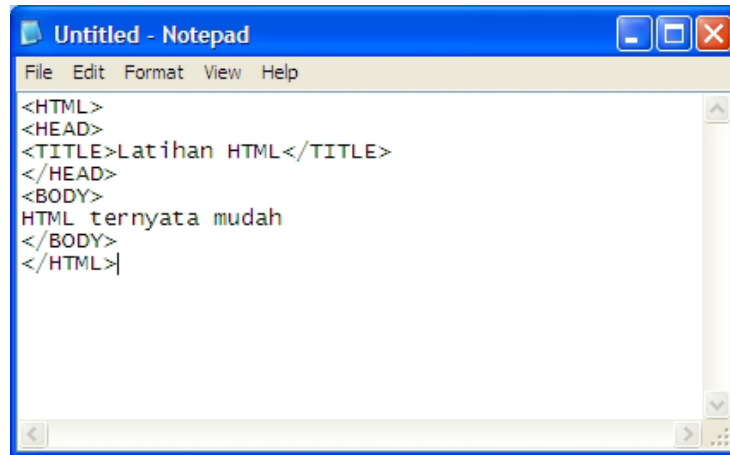 Untitled - Notepad
File Edit Format View Help
<HTML>
<HEAD>
<TITLE>Latihan HTML</TITLE>
</HEAD>
<BODY>
HTML ternyata mudah
</BODY>
</HTML>